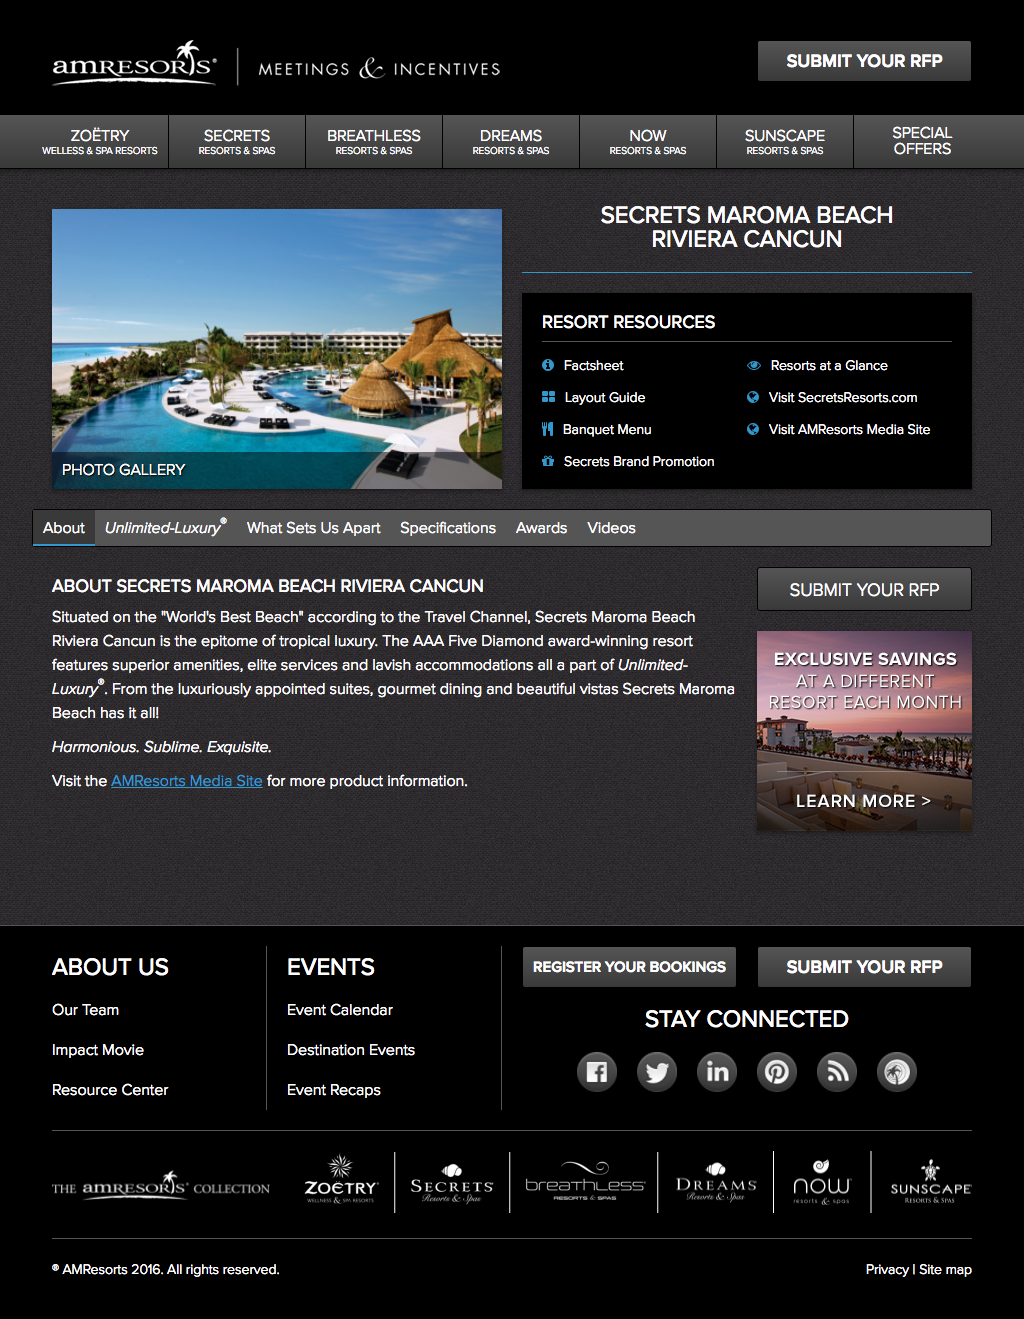 amresorts® | MEETINGS & INCENTIVES
SUBMIT YOUR RFP
ZOËTRY
WELLESS & SPA RESORTS
SECRETS
RESORTS & SPAS
BREATHLESS
RESORTS & SPAS
DREAMS
RESORTS & SPAS
NOW
RESORTS & SPAS
SUNSCAPE
RESORTS & SPAS
SPECIAL
OFFERS
PHOTO GALLERY
SECRETS MAROMA BEACH
RIVIERA CANCUN
RESORT RESOURCES
Factsheet
Layout Guide
Banquet Menu
Secrets Brand Promotion
Resorts at a Glance
Visit SecretsResorts.com
Visit AMResorts Media Site
About Unlimited-Luxury® What Sets Us Apart Specifications Awards Videos
ABOUT SECRETS MAROMA BEACH RIVIERA CANCUN
Situated on the "World's Best Beach" according to the Travel Channel, Secrets Maroma Beach
Riviera Cancun is the epitome of tropical luxury. The AAA Five Diamond award-winning resort
features superior amenities, elite services and lavish accommodations all a part of Unlimited-
Luxury®. From the luxuriously appointed suites, gourmet dining and beautiful vistas Secrets Maroma
Beach has it all!
Harmonious. Sublime. Exquisite.
Visit the AMResorts Media Site for more product information.
SUBMIT YOUR RFP
EXCLUSIVE SAVINGS
AT A DIFFERENT
RESORT EACH MONTH
LEARN MORE >
ABOUT US
Our Team
Impact Movie
Resource Center
EVENTS
Event Calendar
Destination Events
Event Recaps
REGISTER YOUR BOOKINGS
SUBMIT YOUR RFP
STAY CONNECTED
THE amresorts® COLLECTION
ZOËTRY
WELLNESS & SPA RESORTS
SECRETS
Resorts & Spas
breathless
RESORTS & SPAS
DREAMS
Resorts & Spas
now
resorts & spas
SUNSCAPE
RESORTS & SPAS
® AMResorts 2016. All rights reserved.
Privacy | Site map